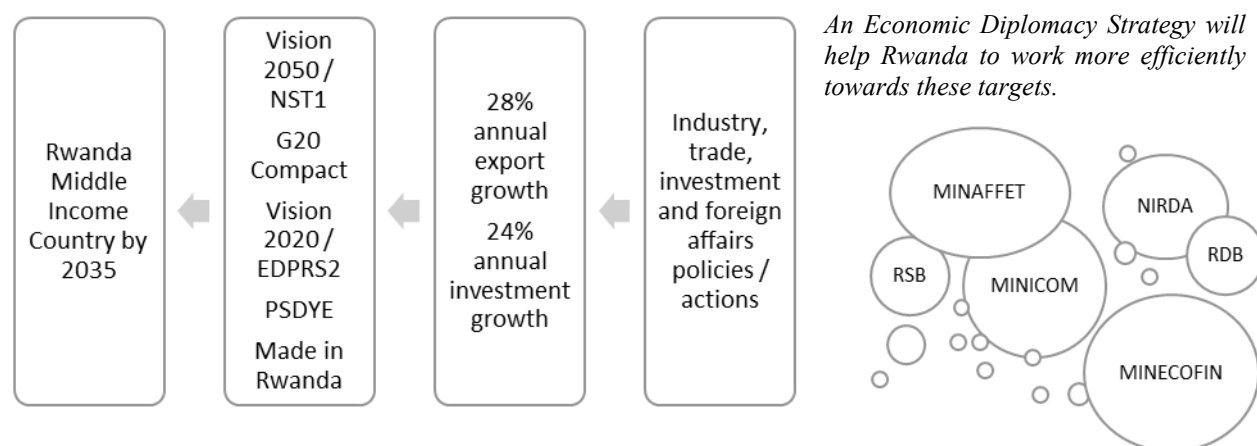 Rwanda
Middle
Income
Country by
2035
Vision
2050 /
NST1
G20
Compact
Vision
2020 /
EDPRS2
PSDYE
Made in
Rwanda
28%
annual
export
growth
24%
annual
investment
growth
Industry,
trade,
investment
and foreign
affairs
policies /
actions
An Economic Diplomacy Strategy will
help Rwanda to work more efficiently
towards these targets.
MINAFFET
NIRDA
RDB
RSB
MINICOM
MINECOFIN